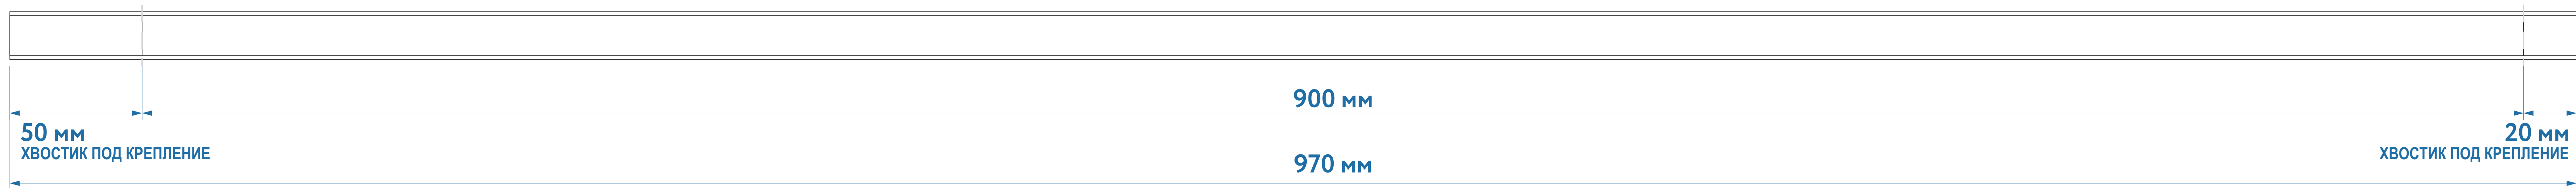 900 мм
50 мм
ХВОСТИК ПОД КРЕПЛЕНИЕ
20 мм
ХВОСТИК ПОД КРЕПЛЕНИЕ
970 мм